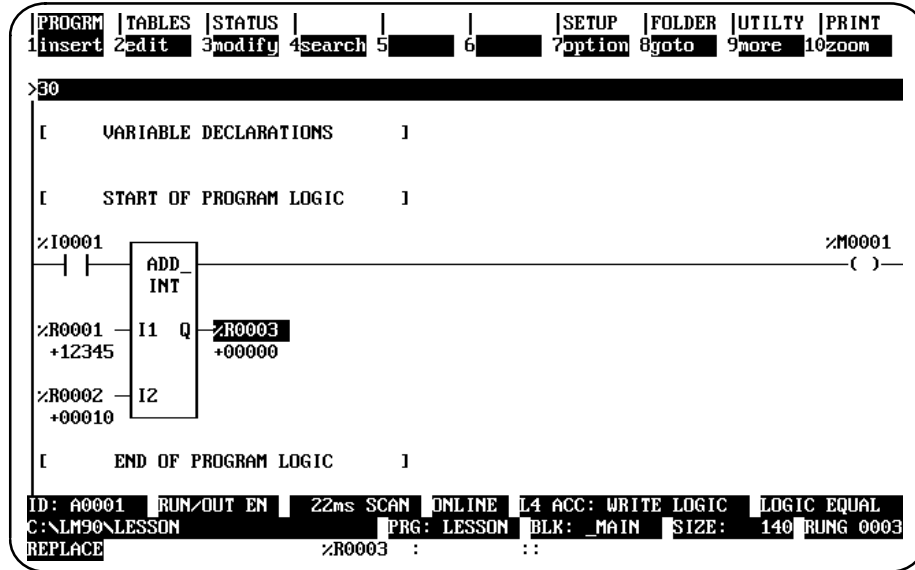 PROGRM |TABLES |STATUS | | |SETUP |FOLDER |UTILTY |PRINT
1insert 2edit 3modify 4search 5 6 7option 8goto 9more 10zoom
>30
[ VARIABLE DECLARATIONS ]
[ START OF PROGRAM LOGIC ]
%I0001 %M0001
ADD_ ( )
INT
%R0001 I1 Q %R0003
+12345 +00000
%R0002 I2
+00010
[ END OF PROGRAM LOGIC ]
ID: A0001 RUN/OUT EN 22ms SCAN ONLINE L4 ACC: WRITE LOGIC LOGIC EQUAL
C:\LM90\LESSON PRG: LESSON BLK: _MAIN SIZE: 140 RUNG 0003
REPLACE %R0003 : ::